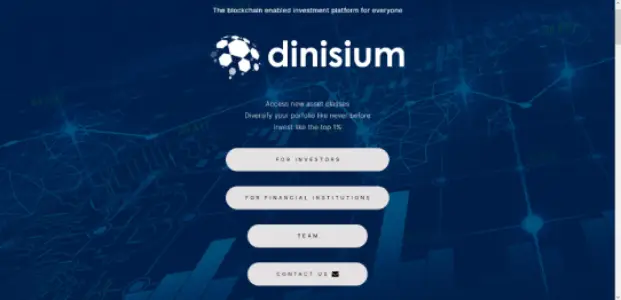 The blockchain enabled investment platform for everyone
dinisium
Access new asset classes
Diversify your porfolio like never before
Invest like the top 1%
FOR INVESTORS
FOR FINANCIAL INSTITUTIONS
TEAM
CONTACT US